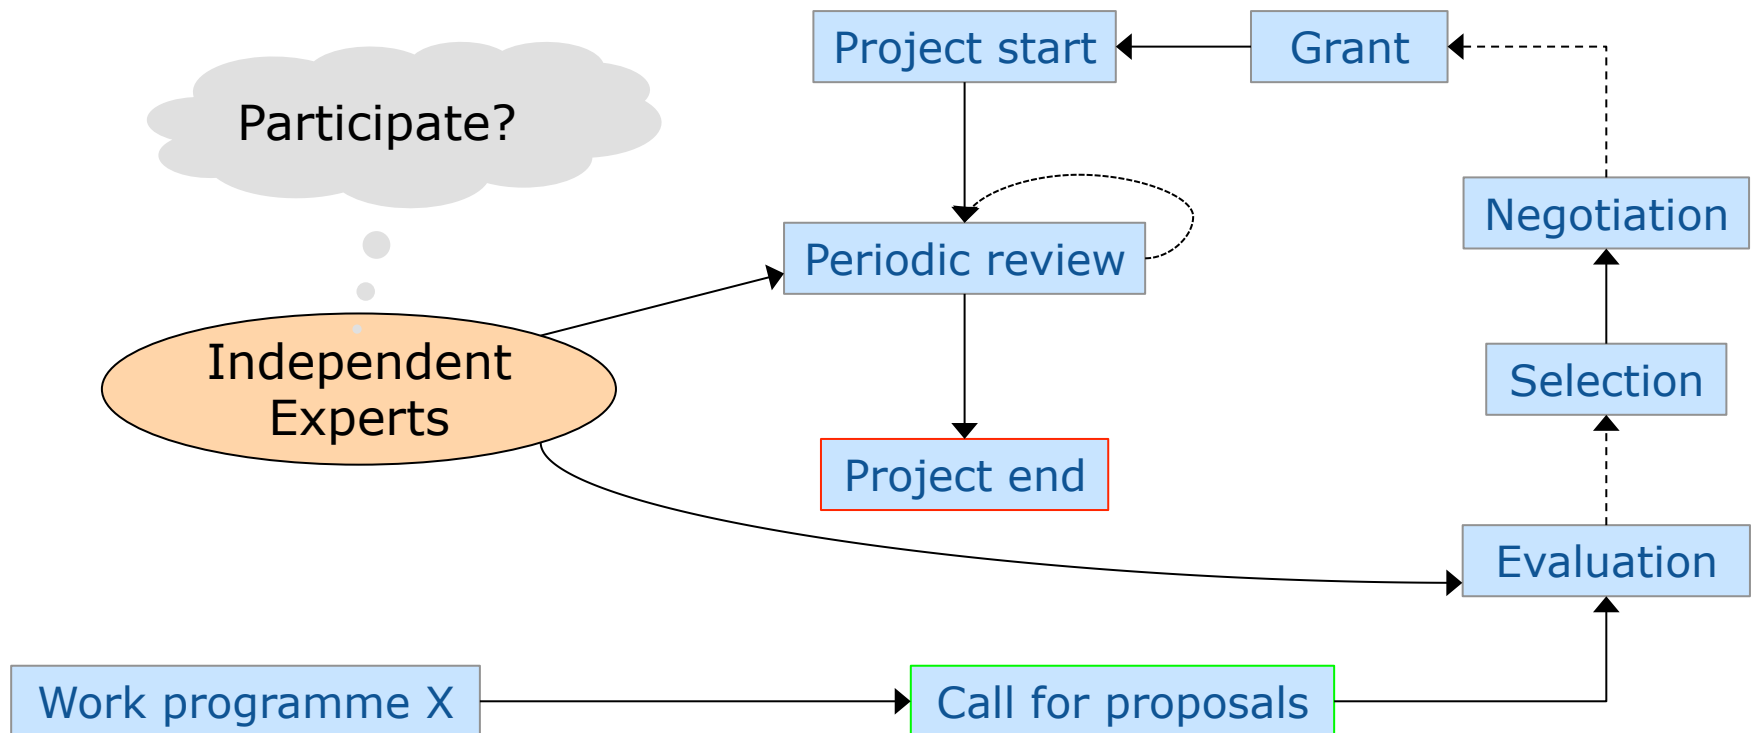 Project start
Grant
Participate?
Negotiation
Periodic review
Independent
Experts
Selection
Project end
Evaluation
Work programme X
Call for proposals